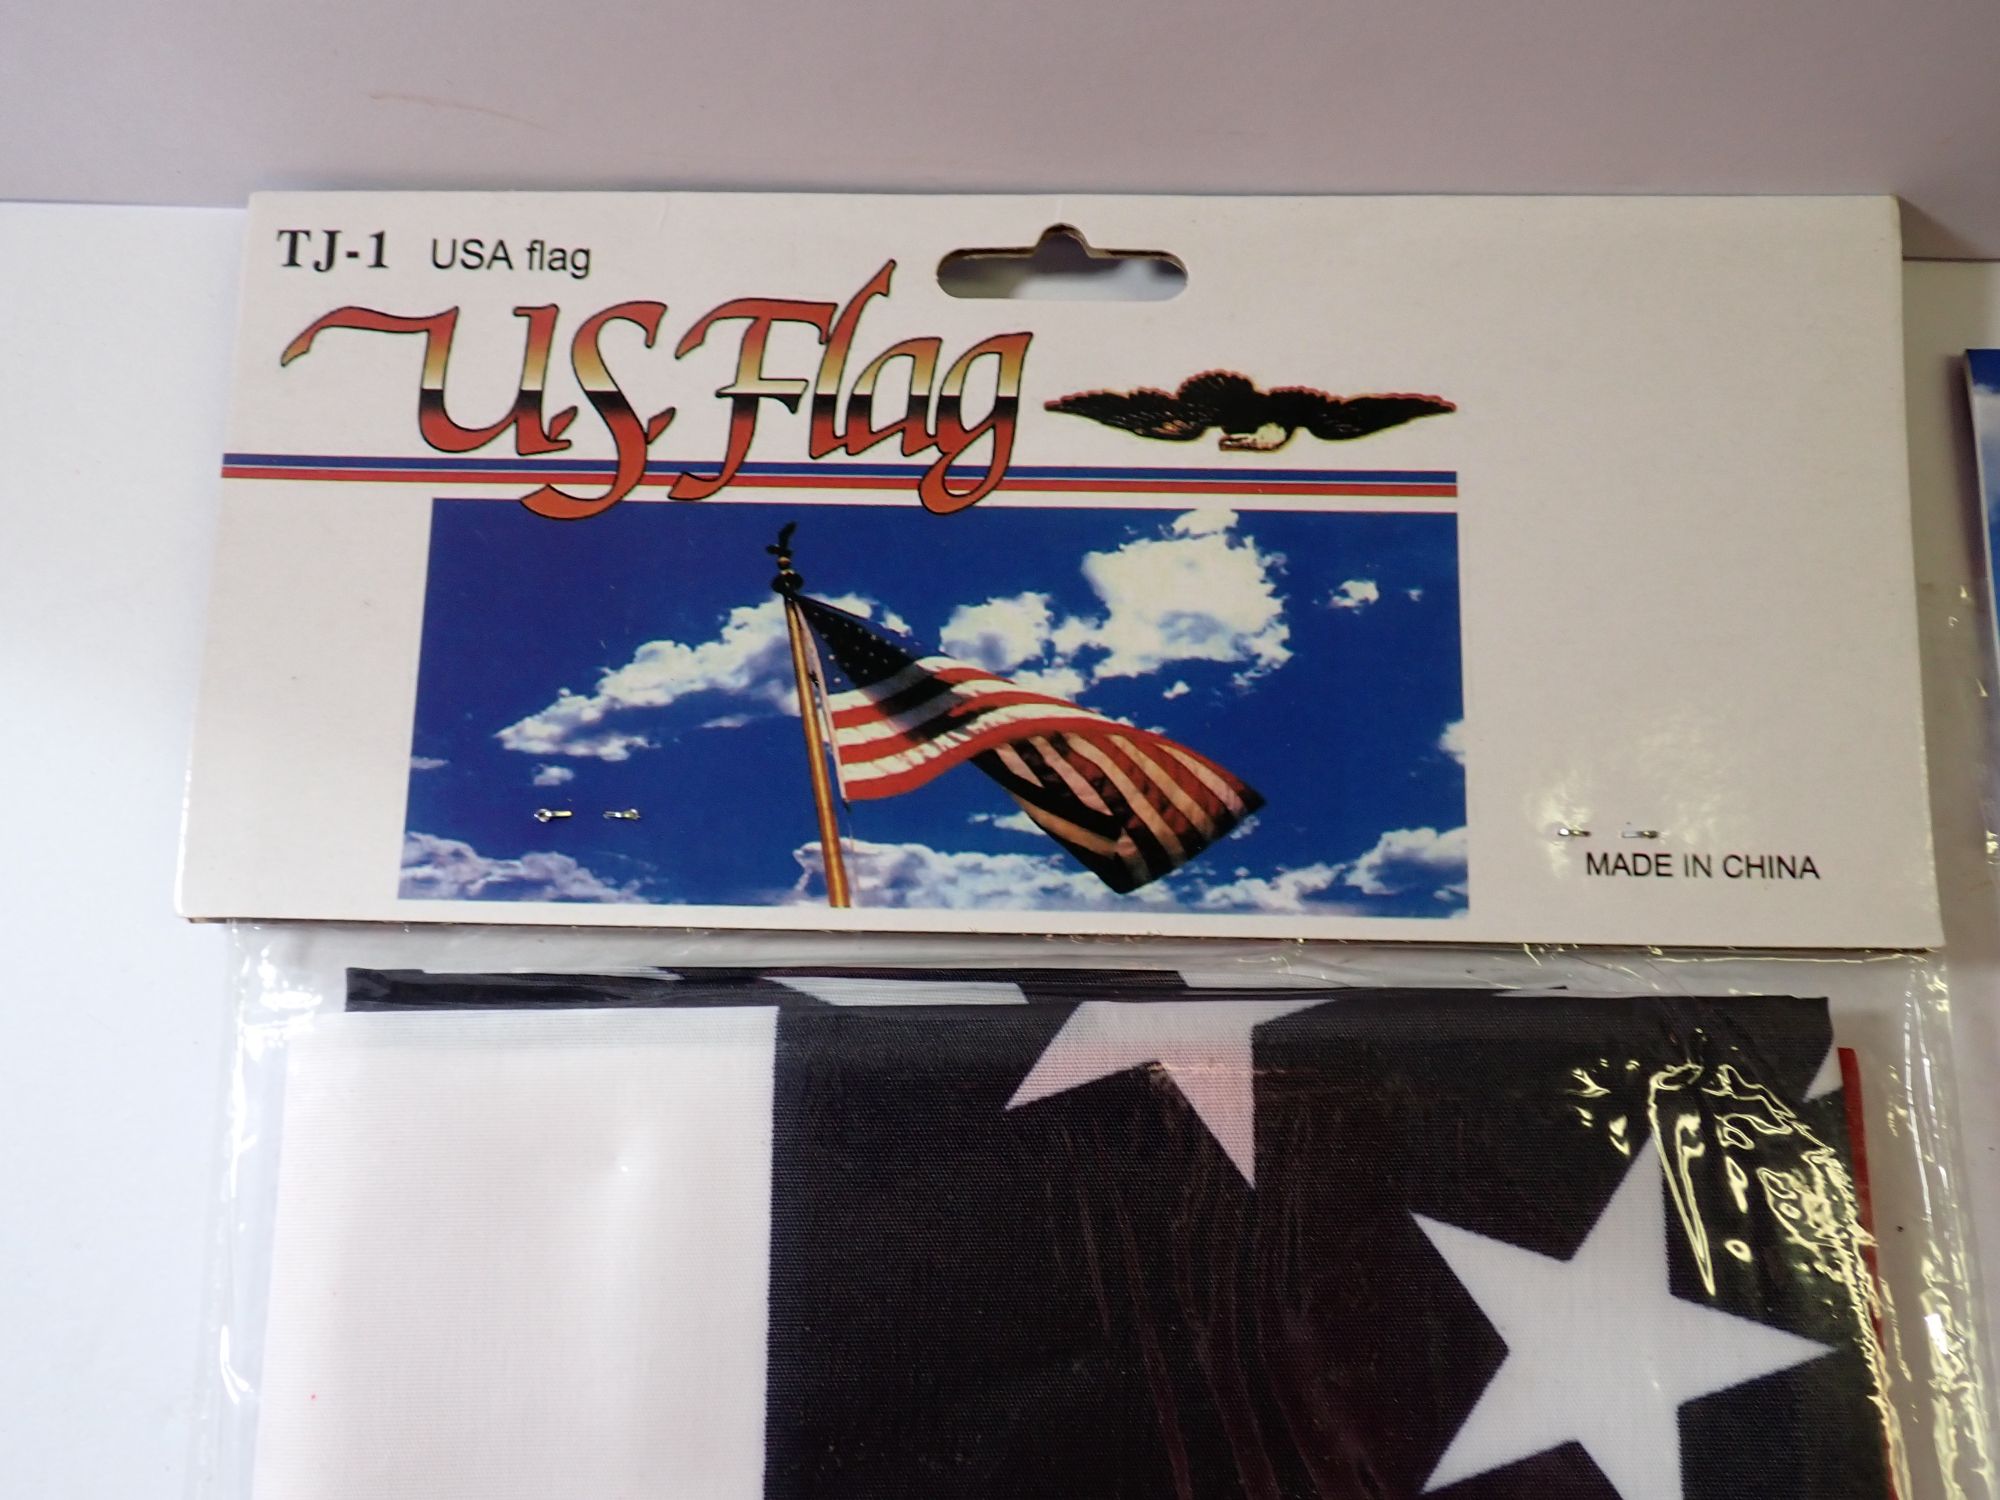 TJ-1 USA flag
US Flag
MADE IN CHINA